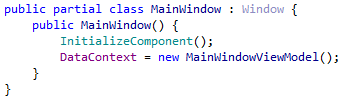 public partial class MainWindow : Window {
    public MainWindow() {
        InitializeComponent();
        DataContext = new MainWindowViewModel();
    }
}